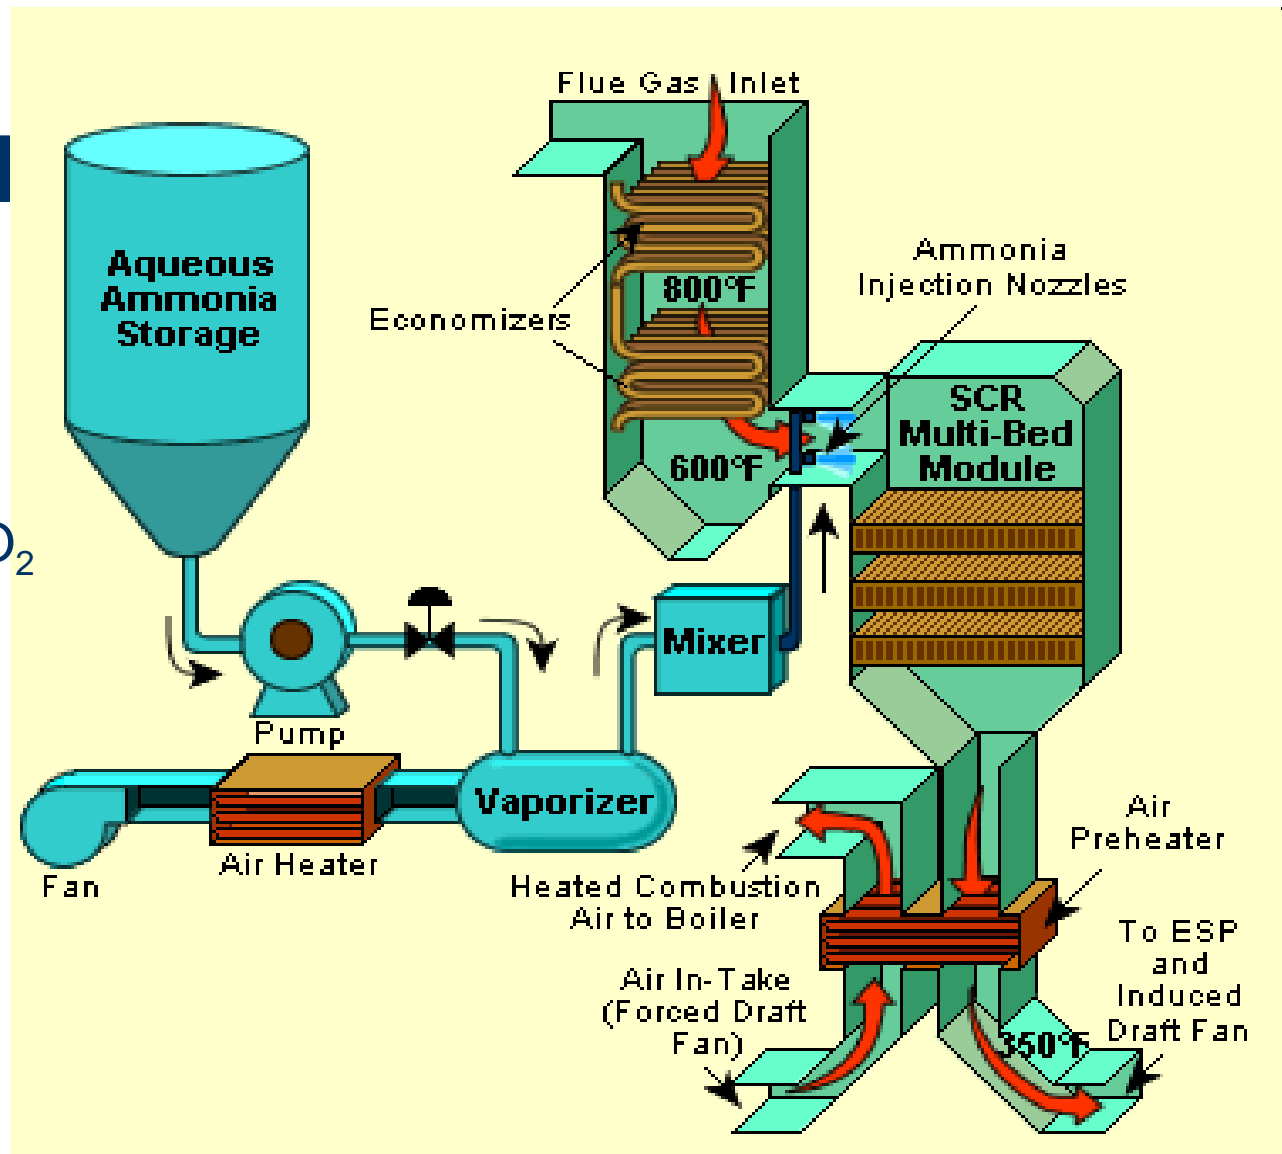 Flue Gas Inlet
Aqueous
Ammonia
Storage
Economizers
800°F
600°F
Ammonia
Injection Nozzles
SCR
Multi-Bed
Module
O₂
Pump
Mixer
Vaporizer
Air Heater
Fan
Heated Combustion
Air to Boiler
Air
Preheater
Air In-Take
(Forced Draft
Fan)
To ESP
and
Induced
Draft Fan
350°F